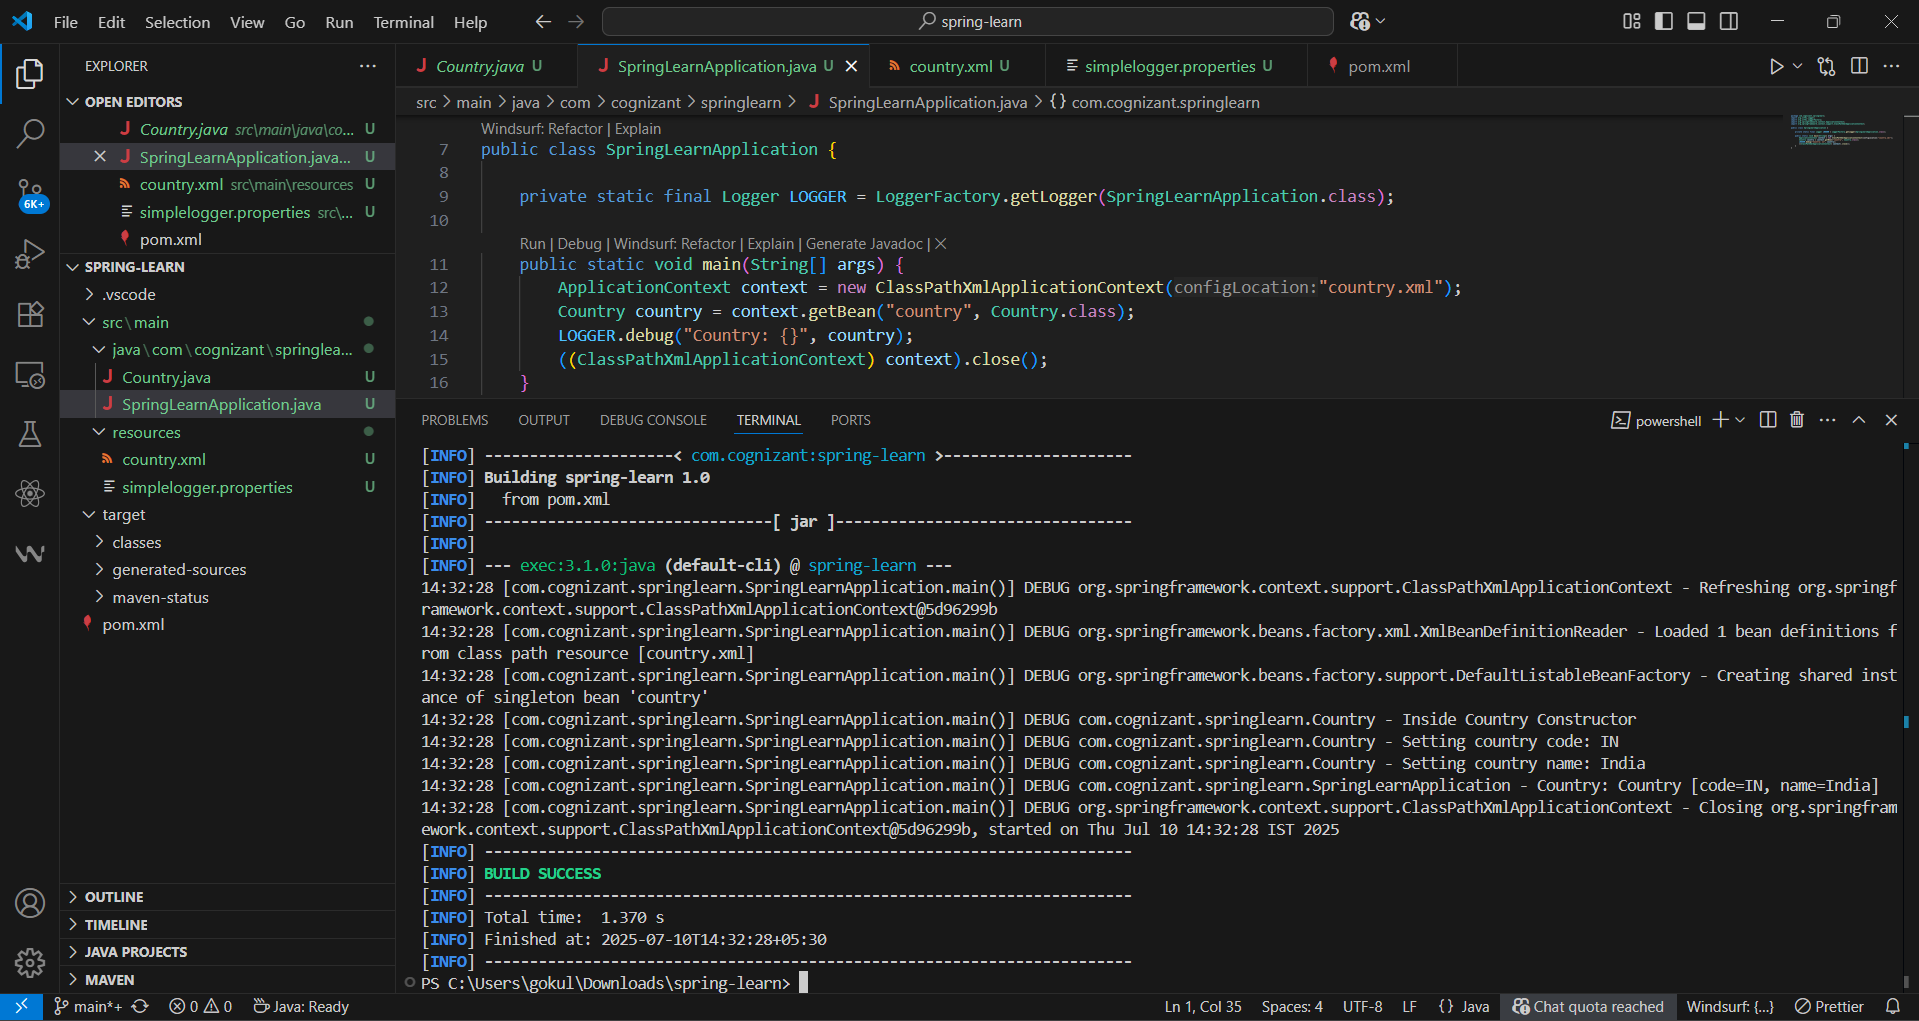 File Edit Selection View Go Run Terminal Help
spring-learn
EXPLORER
OPEN EDITORS
Country.java src\main\java\co... U
SpringLearnApplication.java... U
country.xml src\main\resources U
simplelogger.properties src\... U
pom.xml
SPRING-LEARN
.vscode
src\main
java\com\cognizant\springlea...
Country.java U
SpringLearnApplication.java U
resources
country.xml U
simplelogger.properties U
target
classes
generated-sources
maven-status
pom.xml
OUTLINE
TIMELINE
JAVA PROJECTS
MAVEN
6K+
Country.java U
SpringLearnApplication.java U
country.xml U
simplelogger.properties U
pom.xml
src > main > java > com > cognizant > springlearn > SpringLearnApplication.java > {} com.cognizant.springlearn
Windsurf: Refactor | Explain
7 public class SpringLearnApplication {
8
9 private static final Logger LOGGER = LoggerFactory.getLogger(SpringLearnApplication.class);
10
Run | Debug | Windsurf: Refactor | Explain | Generate Javadoc | X
11 public static void main(String[] args) {
12 ApplicationContext context = new ClassPathXmlApplicationContext(configLocation:"country.xml");
13 Country country = context.getBean("country", Country.class);
14 LOGGER.debug("Country: {}", country);
15 ((ClassPathXmlApplicationContext) context).close();
16 }
PROBLEMS OUTPUT DEBUG CONSOLE TERMINAL PORTS
powershell
[INFO] ---------------------< com.cognizant:spring-learn >---------------------
[INFO] Building spring-learn 1.0
[INFO]   from pom.xml
[INFO] --------------------------------[ jar ]---------------------------------
[INFO]
[INFO] --- exec:3.1.0:java (default-cli) @ spring-learn ---
14:32:28 [com.cognizant.springlearn.SpringLearnApplication.main()] DEBUG org.springframework.context.support.ClassPathXmlApplicationContext - Refreshing org.springf
ramework.context.support.ClassPathXmlApplicationContext@5d96299b
14:32:28 [com.cognizant.springlearn.SpringLearnApplication.main()] DEBUG org.springframework.beans.factory.xml.XmlBeanDefinitionReader - Loaded 1 bean definitions f
rom class path resource [country.xml]
14:32:28 [com.cognizant.springlearn.SpringLearnApplication.main()] DEBUG org.springframework.beans.factory.support.DefaultListableBeanFactory - Creating shared inst
ance of singleton bean 'country'
14:32:28 [com.cognizant.springlearn.SpringLearnApplication.main()] DEBUG com.cognizant.springlearn.Country - Inside Country Constructor
14:32:28 [com.cognizant.springlearn.SpringLearnApplication.main()] DEBUG com.cognizant.springlearn.Country - Setting country code: IN
14:32:28 [com.cognizant.springlearn.SpringLearnApplication.main()] DEBUG com.cognizant.springlearn.Country - Setting country name: India
14:32:28 [com.cognizant.springlearn.SpringLearnApplication.main()] DEBUG com.cognizant.springlearn.SpringLearnApplication - Country: Country [code=IN, name=India]
14:32:28 [com.cognizant.springlearn.SpringLearnApplication.main()] DEBUG org.springframework.context.support.ClassPathXmlApplicationContext - Closing org.springfram
ework.context.support.ClassPathXmlApplicationContext@5d96299b, started on Thu Jul 10 14:32:28 IST 2025
[INFO] ------------------------------------------------------------------------
[INFO] BUILD SUCCESS
[INFO] ------------------------------------------------------------------------
[INFO] Total time:  1.370 s
[INFO] Finished at: 2025-07-10T14:32:28+05:30
[INFO] ------------------------------------------------------------------------
PS C:\Users\gokul\Downloads\spring-learn>
main*+ 0 0 Java: Ready Ln 1, Col 35 Spaces: 4 UTF-8 LF {} Java Chat quota reached Windsurf: {...} Prettier